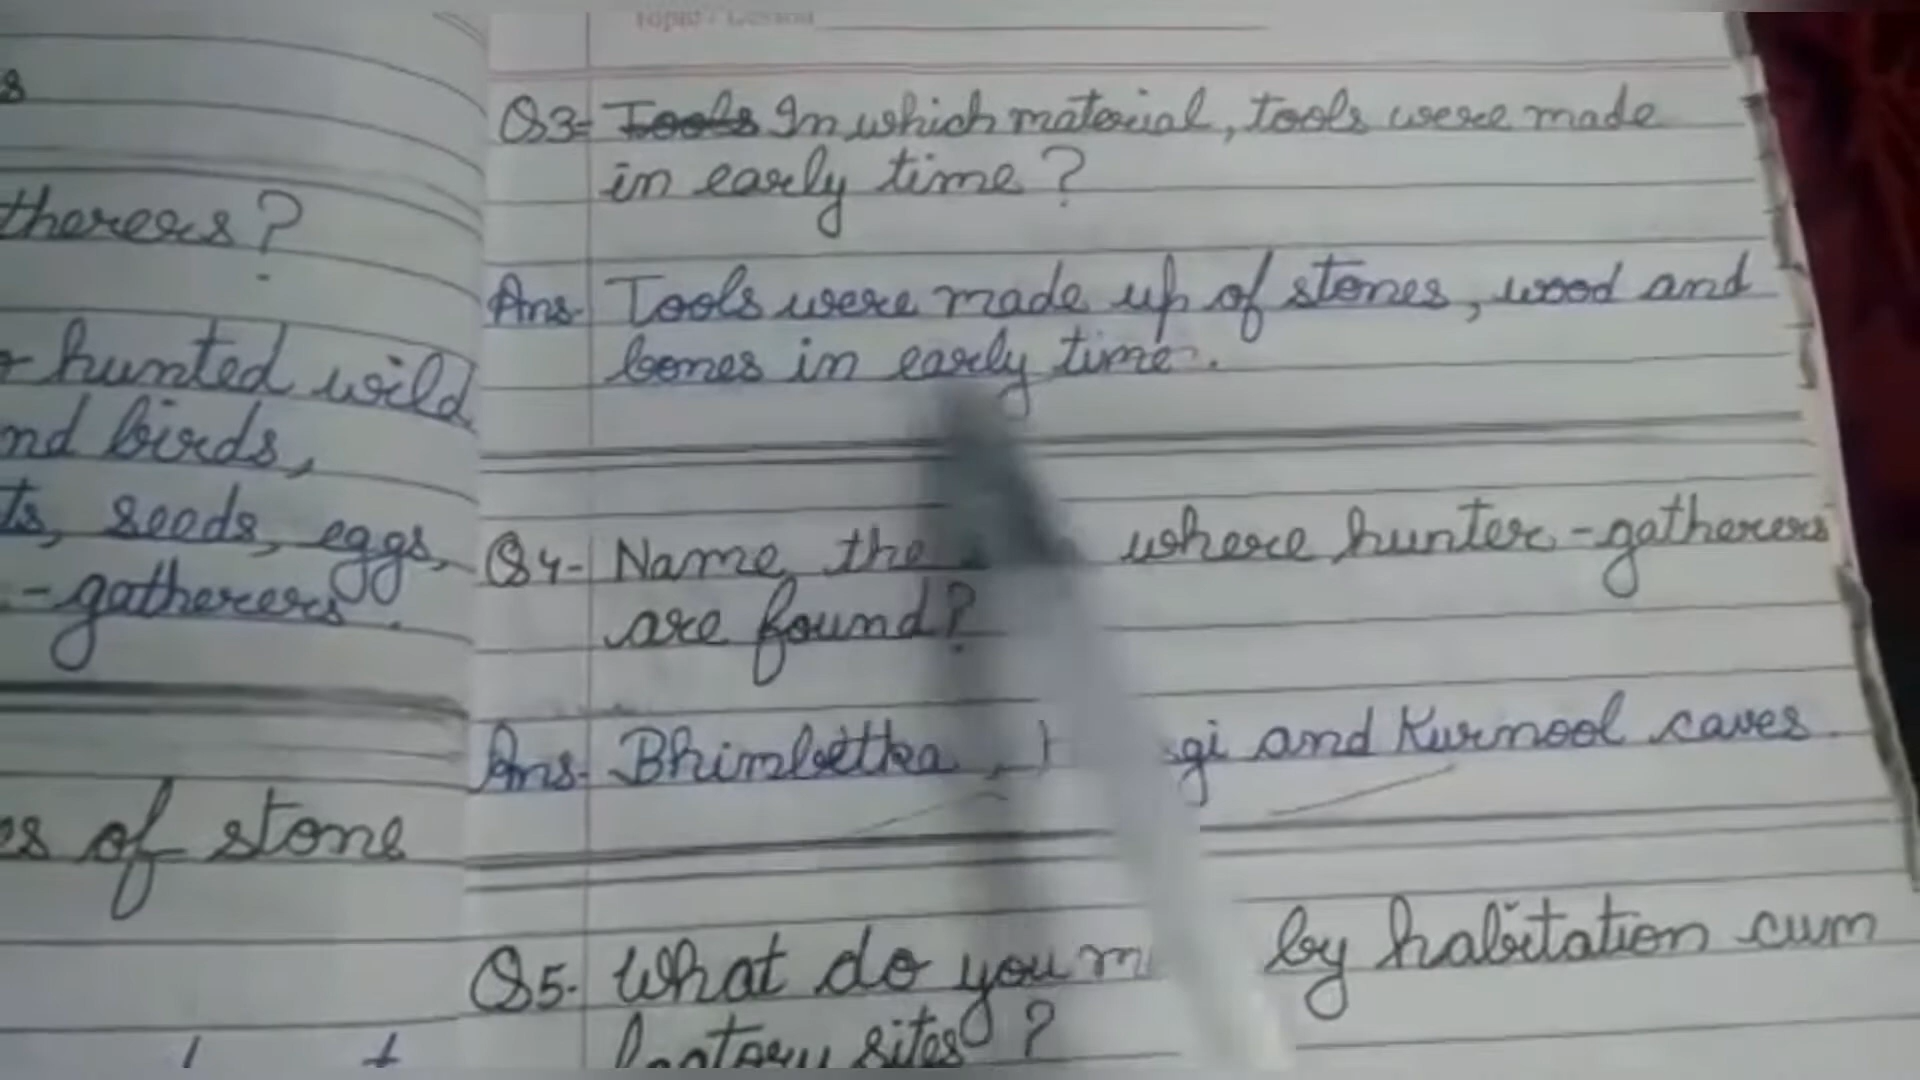 s
therers?
hunted wild
nd birds,
ts, seeds, eggs,
-gatherers.
es of stone
Topic / Lesson
Q3- Tools In which material, tools were made
in early time?
Ans- Tools were made up of stones, wood and
bones in early time.
Q4- Name the where hunter-gatherers
are found?
Ans- Bhimbetka, gi and Kurnool caves.
Q5- What do you m by habitation cum
factory sites?